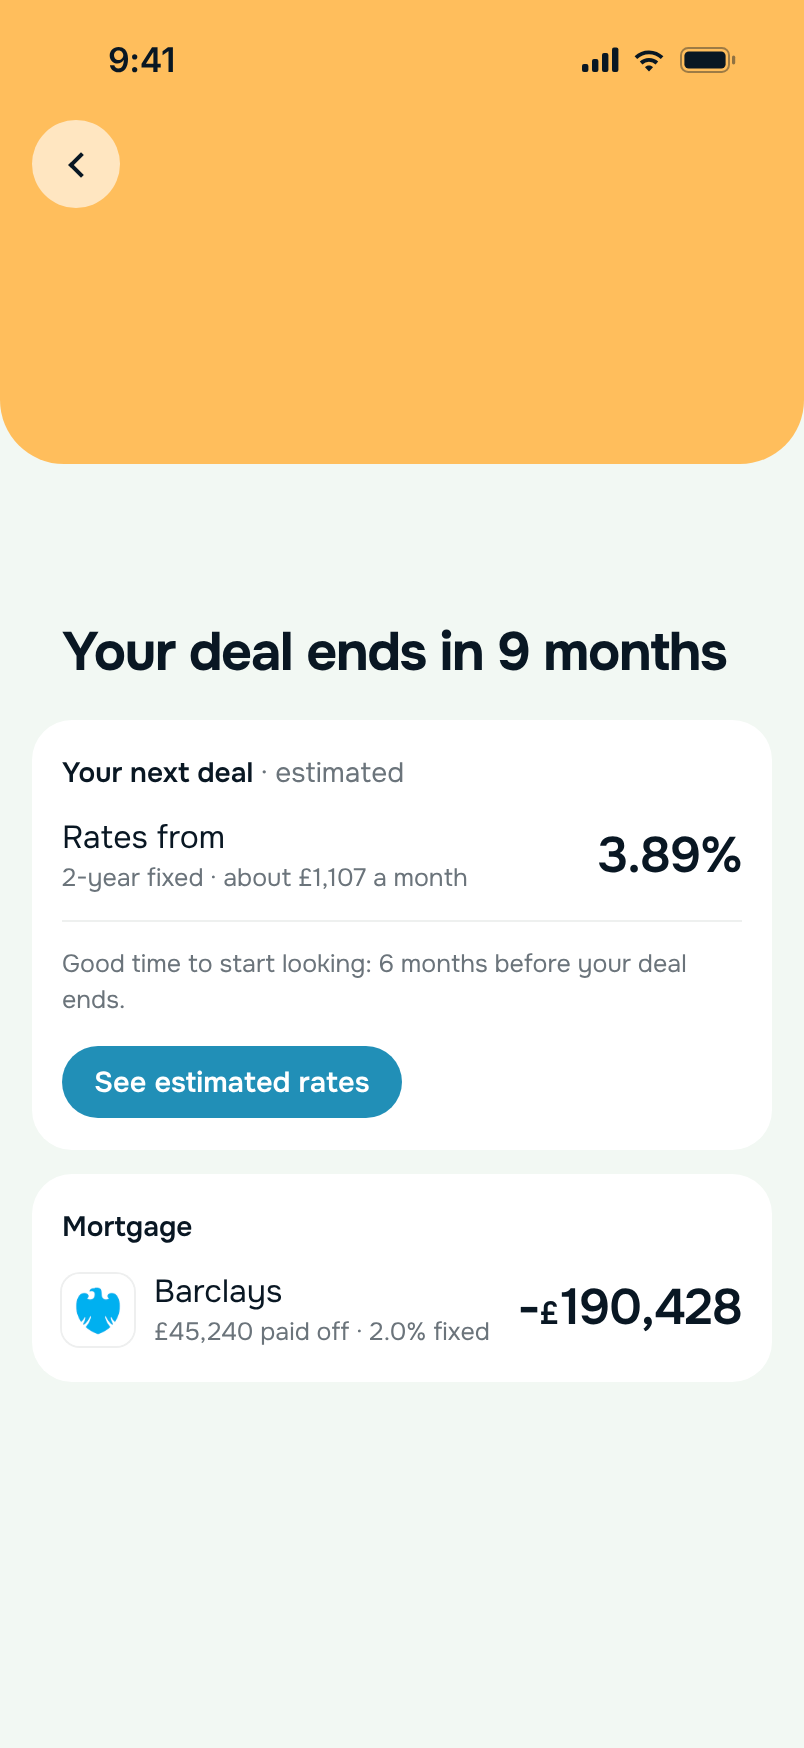 9:41
Your deal ends in 9 months
Your next deal · estimated
Rates from
3.89%
2-year fixed · about £1,107 a month
Good time to start looking: 6 months before your deal
ends.
See estimated rates
Mortgage
Barclays
-£190,428
£45,240 paid off · 2.0% fixed